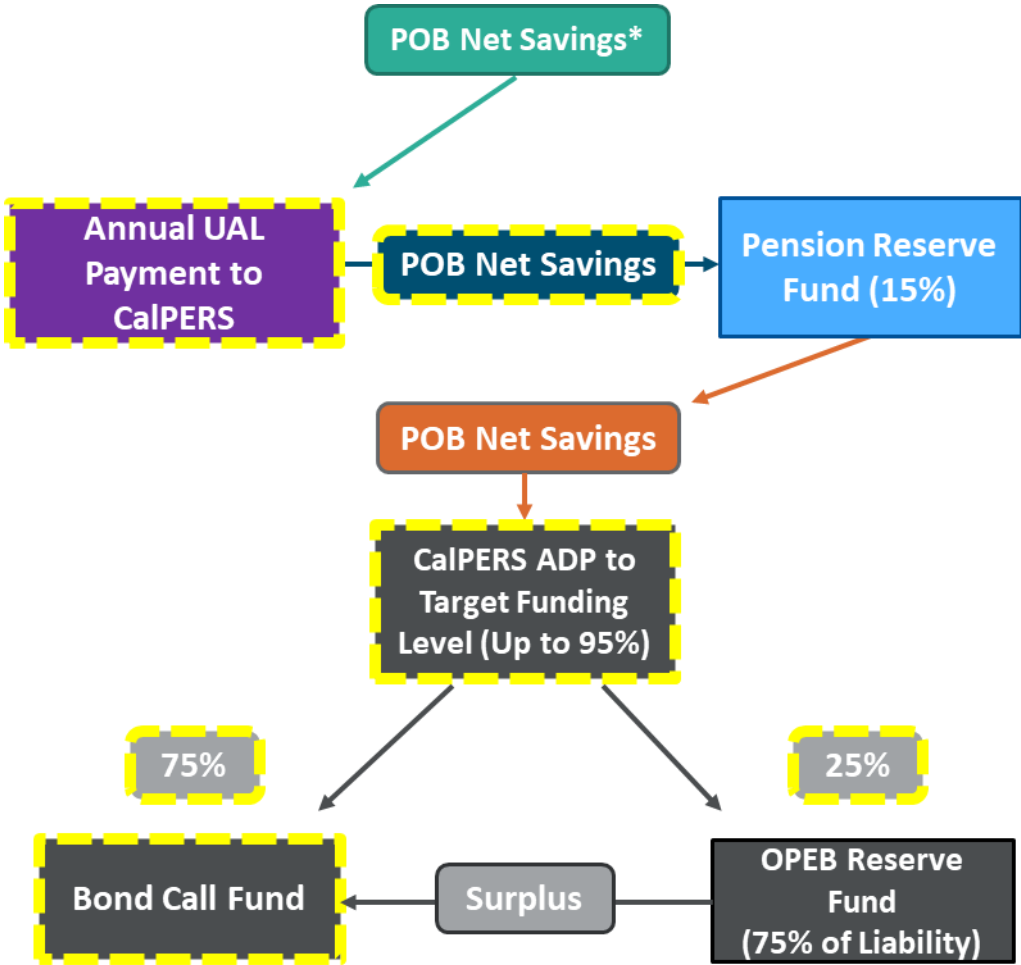 POB Net Savings*
Annual UAL
Payment to
CalPERS
POB Net Savings
Pension Reserve
Fund (15%)
POB Net Savings
CalPERS ADP to
Target Funding
Level (Up to 95%)
75%
25%
Bond Call Fund
Surplus
OPEB Reserve
Fund
(75% of Liability)